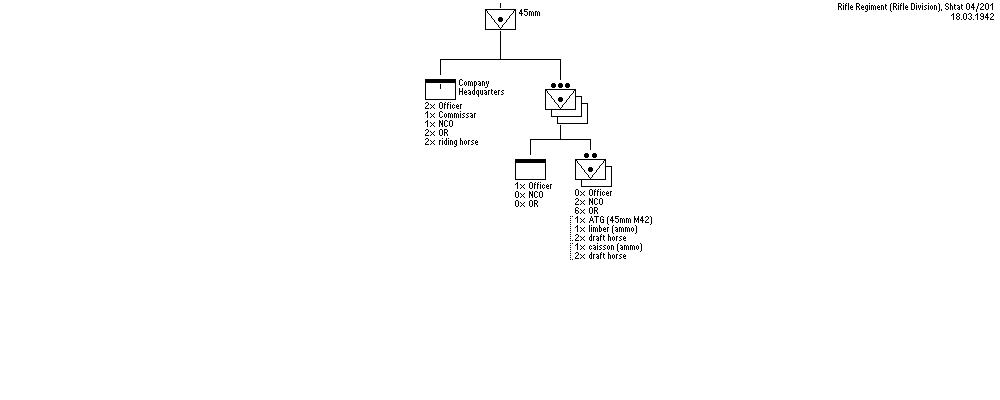 Rifle Regiment (Rifle Division), Shtat 04/201
18.03.1942
45mm
Company
Headquarters
2× Officer
1× Commissar
1× NCO
2× OR
2× riding horse
1× Officer
0× NCO
0× OR
0× Officer
2× NCO
6× OR
1× ATG (45mm M42)
1× limber (ammo)
2× draft horse
1× caisson (ammo)
2× draft horse